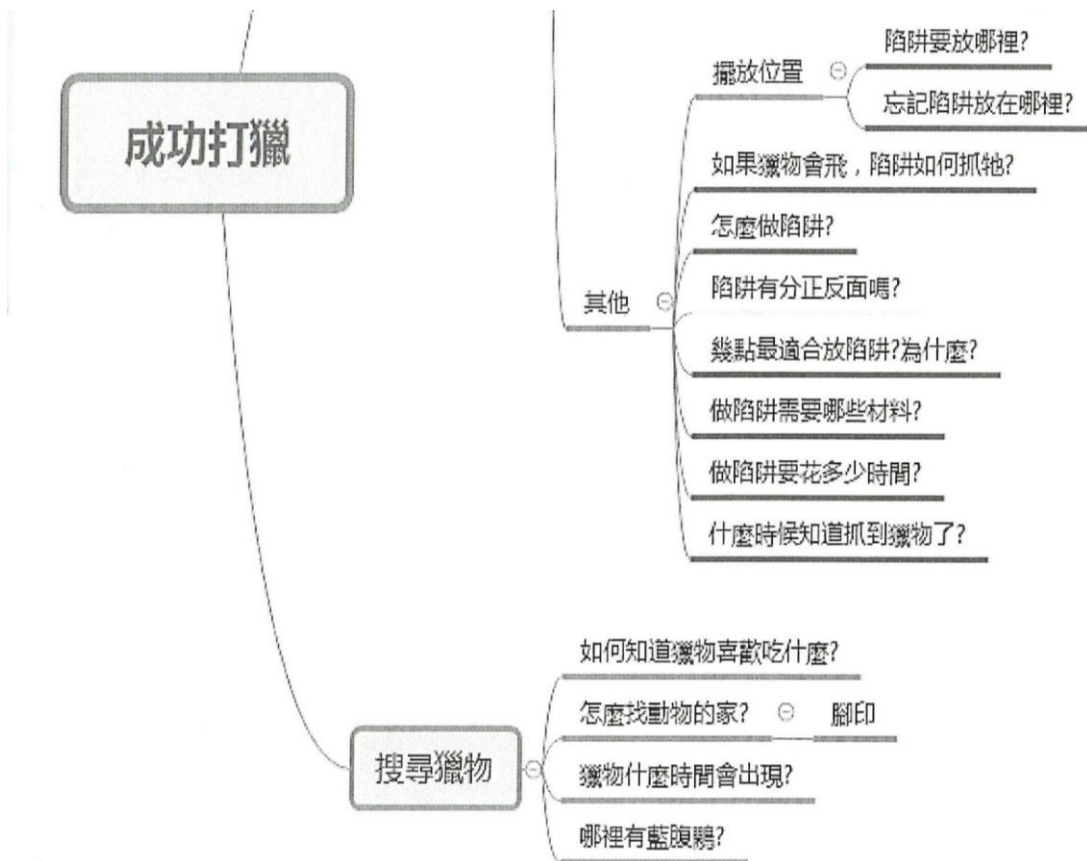 成功打獵
其他
擺放位置
陷阱要放哪裡?
忘記陷阱放在哪裡?
如果獵物會飛，陷阱如何抓牠?
怎麼做陷阱?
陷阱有分正反面嗎?
幾點最適合放陷阱?為什麼?
做陷阱需要哪些材料?
做陷阱要花多少時間?
什麼時候知道抓到獵物了?
搜尋獵物
如何知道獵物喜歡吃什麼?
怎麼找動物的家?
腳印
獵物什麼時間會出現?
哪裡有藍腹鷴?